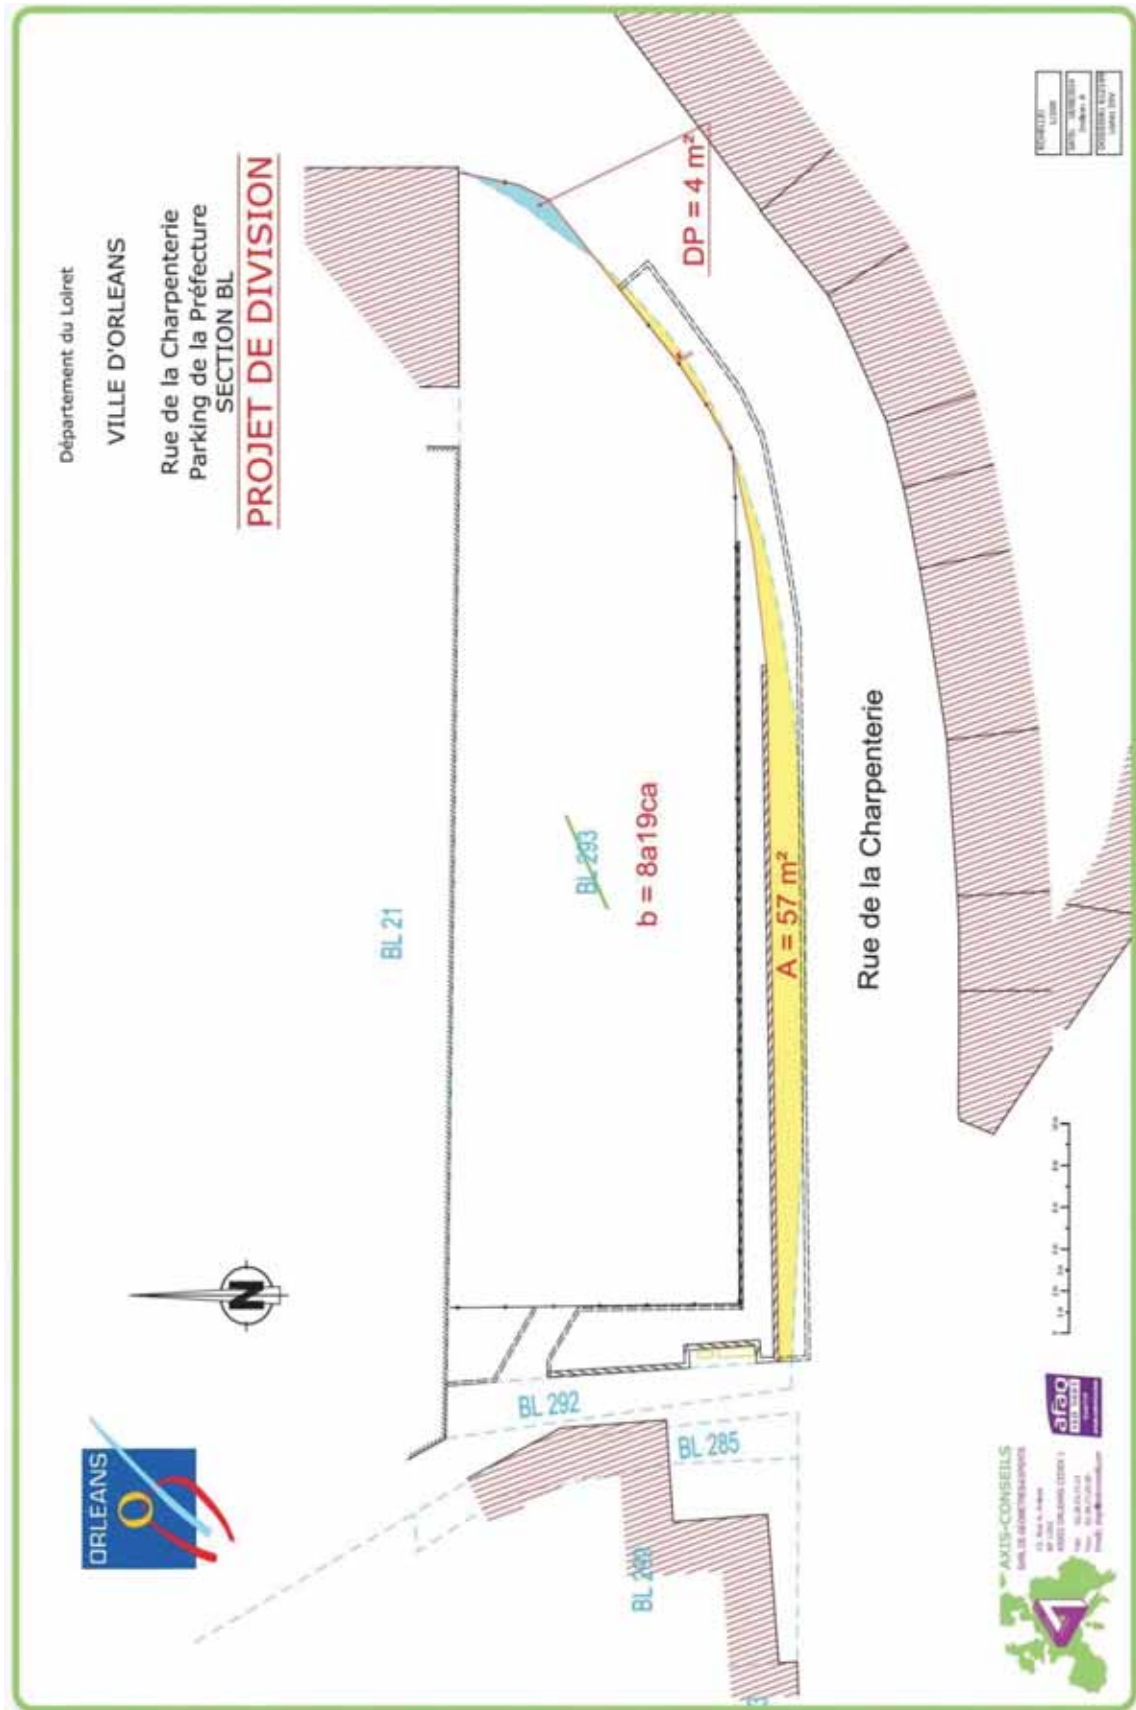 Département du Loiret
VILLE D'ORLEANS
Rue de la Charpenterie
Parking de la Préfecture
SECTION BL
PROJET DE DIVISION
ORLEANS
N
BL 21
BL 293
b = 8a19ca
A = 57 m²
DP = 4 m²
Rue de la Charpenterie
BL 292
BL 285
AXIS-CONSEILS
afaq